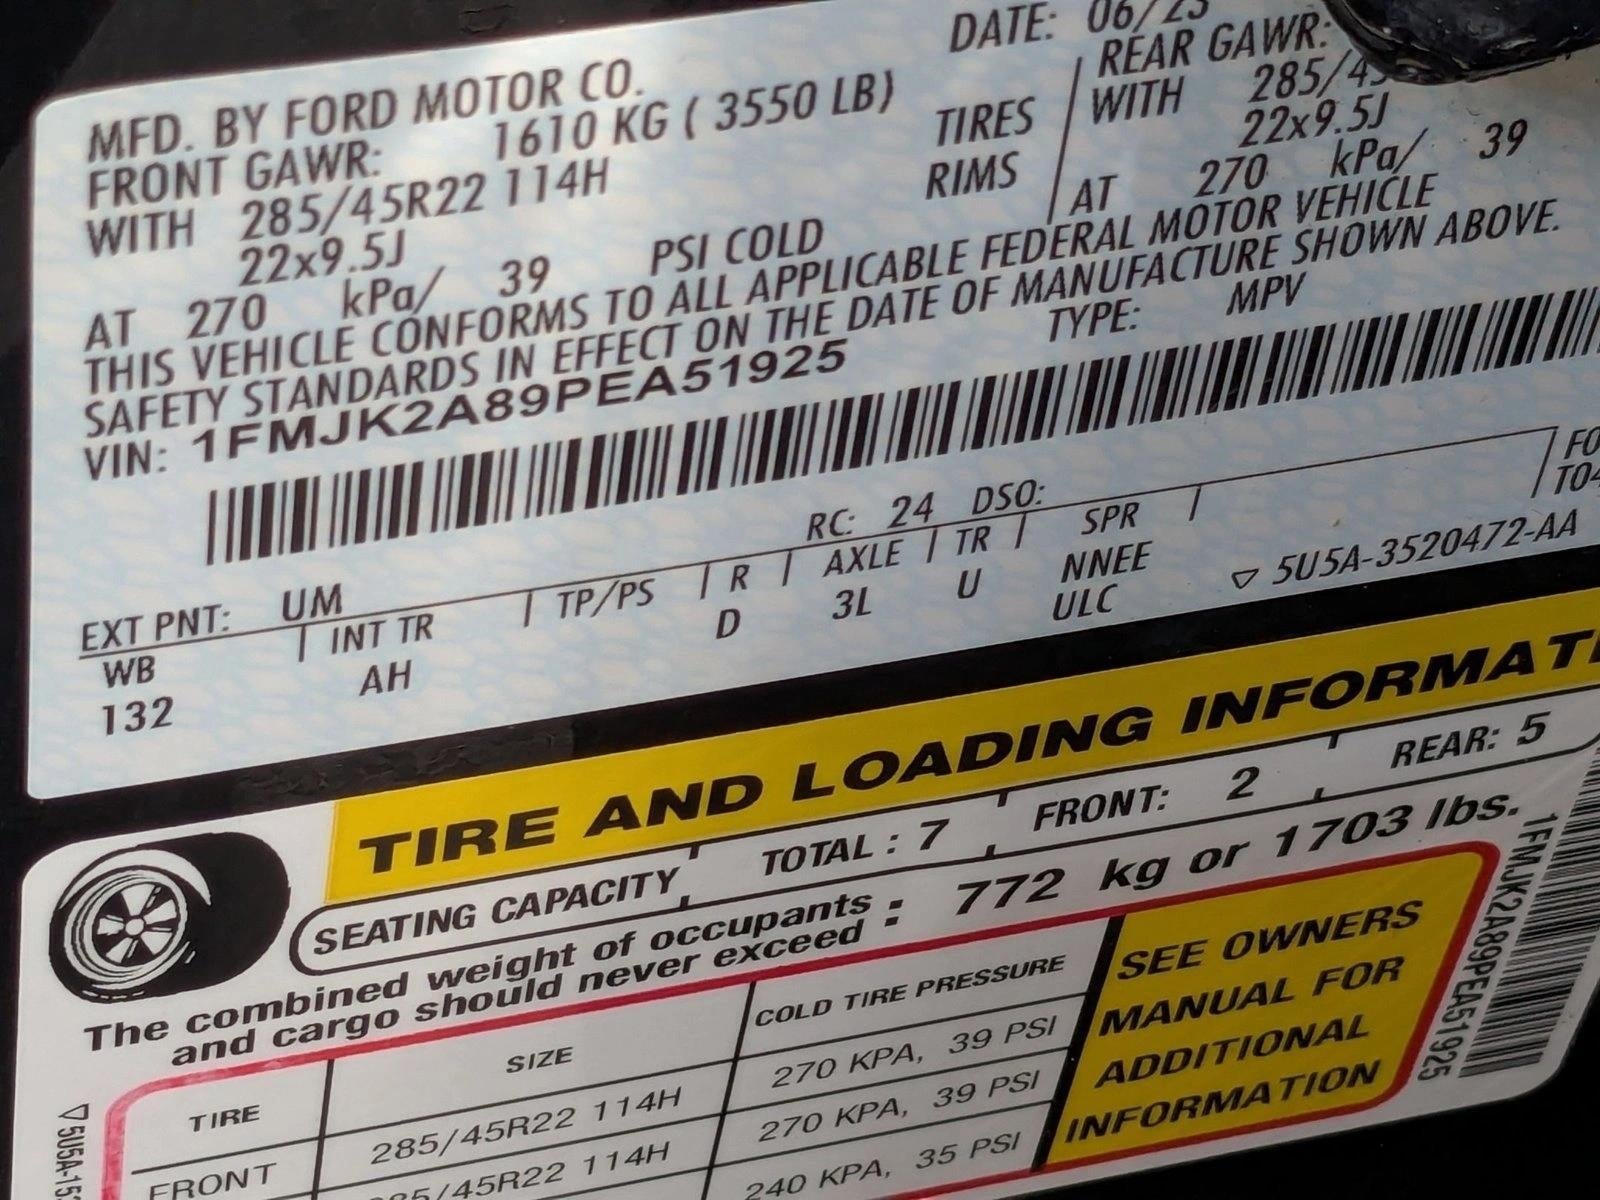 DATE: 06/23
MFD. BY FORD MOTOR CO.
FRONT GAWR: 1610 KG ( 3550 LB)
REAR GAWR:
WITH 285/45R22 114H TIRES
WITH 285/45
22x9.5J RIMS
22x9.5J
AT 270 kPa/ 39 PSI COLD
AT 270 kPa/ 39
THIS VEHICLE CONFORMS TO ALL APPLICABLE FEDERAL MOTOR VEHICLE
SAFETY STANDARDS IN EFFECT ON THE DATE OF MANUFACTURE SHOWN ABOVE.
VIN: 1FMJK2A89PEA51925
TYPE: MPV
EXT PNT: UM RC: 24 DSO:
WB INT TR TP/PS R AXLE TR SPR
132 AH D 3L U NNEE
ULC
▽ 5U5A-3520472-AA
TIRE AND LOADING
SEATING CAPACITY TOTAL : 7 FRONT: 2 REAR: 5
The combined weight of occupants
and cargo should never exceed : 772 kg or 1703 lbs.
TIRE SIZE COLD TIRE PRESSURE
FRONT 285/45R22 114H 270 KPA, 39 PSI
285/45R22 114H 270 KPA, 39 PSI
240 KPA, 35 PSI
SEE OWNERS
MANUAL FOR
ADDITIONAL
INFORMATION
1FMJK2A89PEA51925